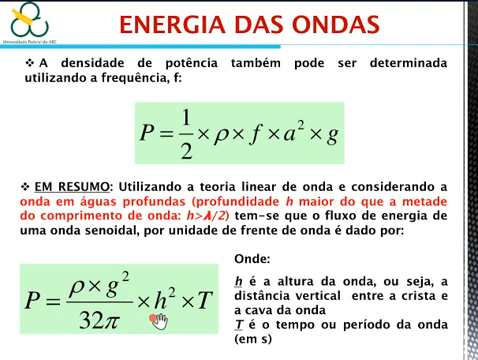 ENERGIA DAS ONDAS
Universidade Federal do ABC
❖ A densidade de potência também pode ser determinada
utilizando a frequência, f:
P = 1/2 × ρ × f × a² × g
❖ EM RESUMO: Utilizando a teoria linear de onda e considerando a
onda em águas profundas (profundidade h maior do que a metade
do comprimento de onda: h>λ/2) tem-se que o fluxo de energia de
uma onda senoidal, por unidade de frente de onda é dado por:
P = ρ × g² / 32π × h² × T
Onde:
h é a altura da onda, ou seja, a
distância vertical entre a crista e
a cava da onda
T é o tempo ou período da onda
(em s)